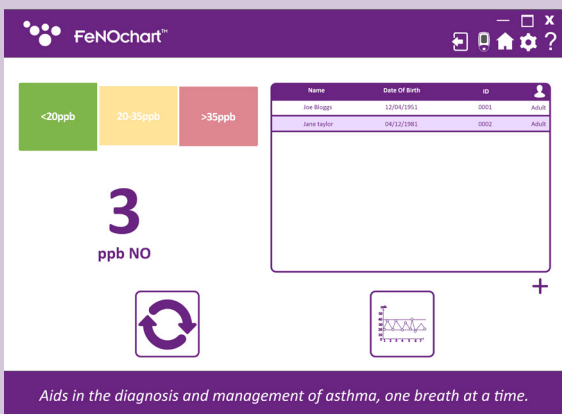 FeNOchart™
<20ppb 20-35ppb >35ppb
3
ppb NO
Name Date Of Birth ID
Joe Bloggs 12/04/1951 0001 Adult
Jane taylor 04/12/1981 0002 Adult
Aids in the diagnosis and management of asthma, one breath at a time.